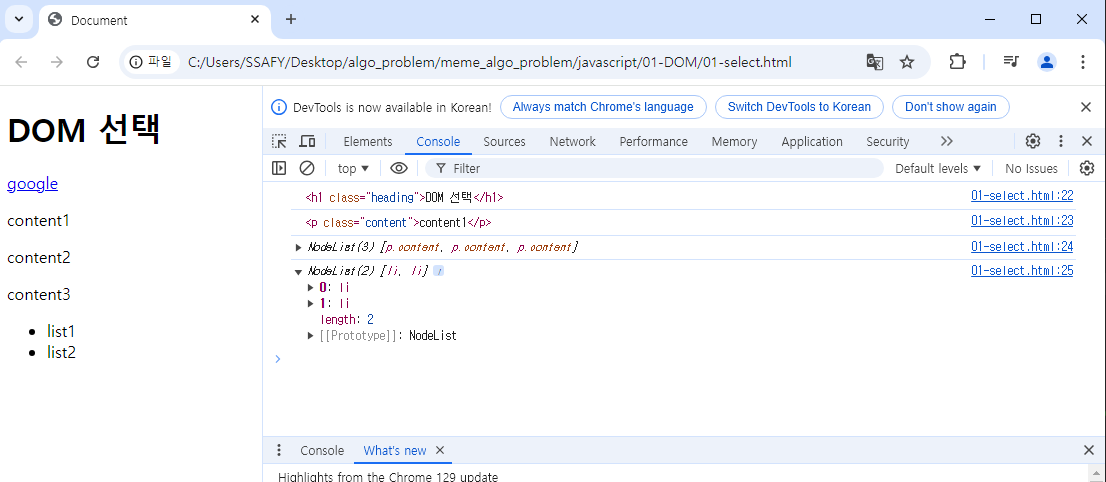 Document
파일 C:/Users/SSAFY/Desktop/algo_problem/meme_algo_problem/javascript/01-DOM/01-select.html
DOM 선택
google
content1
content2
content3
list1
list2
DevTools is now available in Korean! Always match Chrome's language Switch DevTools to Korean Don't show again
Elements Console Sources Network Performance Memory Application Security
top Filter Default levels No Issues
<h1 class="heading">DOM 선택</h1> 01-select.html:22
<p class="content">content1</p> 01-select.html:23
NodeList(3) [p.content, p.content, p.content] 01-select.html:24
NodeList(2) [li, li] i 01-select.html:25
0: li
1: li
length: 2
[[Prototype]]: NodeList
Console What's new
Highlights from the Chrome 129 update